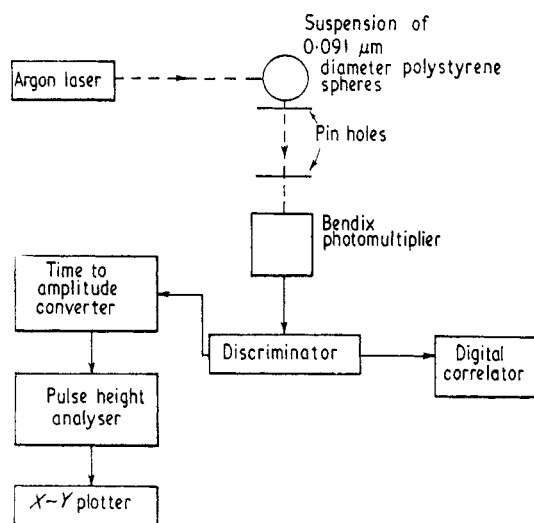 Suspension of
0·091 µm
diameter polystyrene
spheres
Argon laser
Pin holes
Bendix
photomultiplier
Time to
amplitude
converter
Discriminator
Digital
correlator
Pulse height
analyser
X~Y plotter